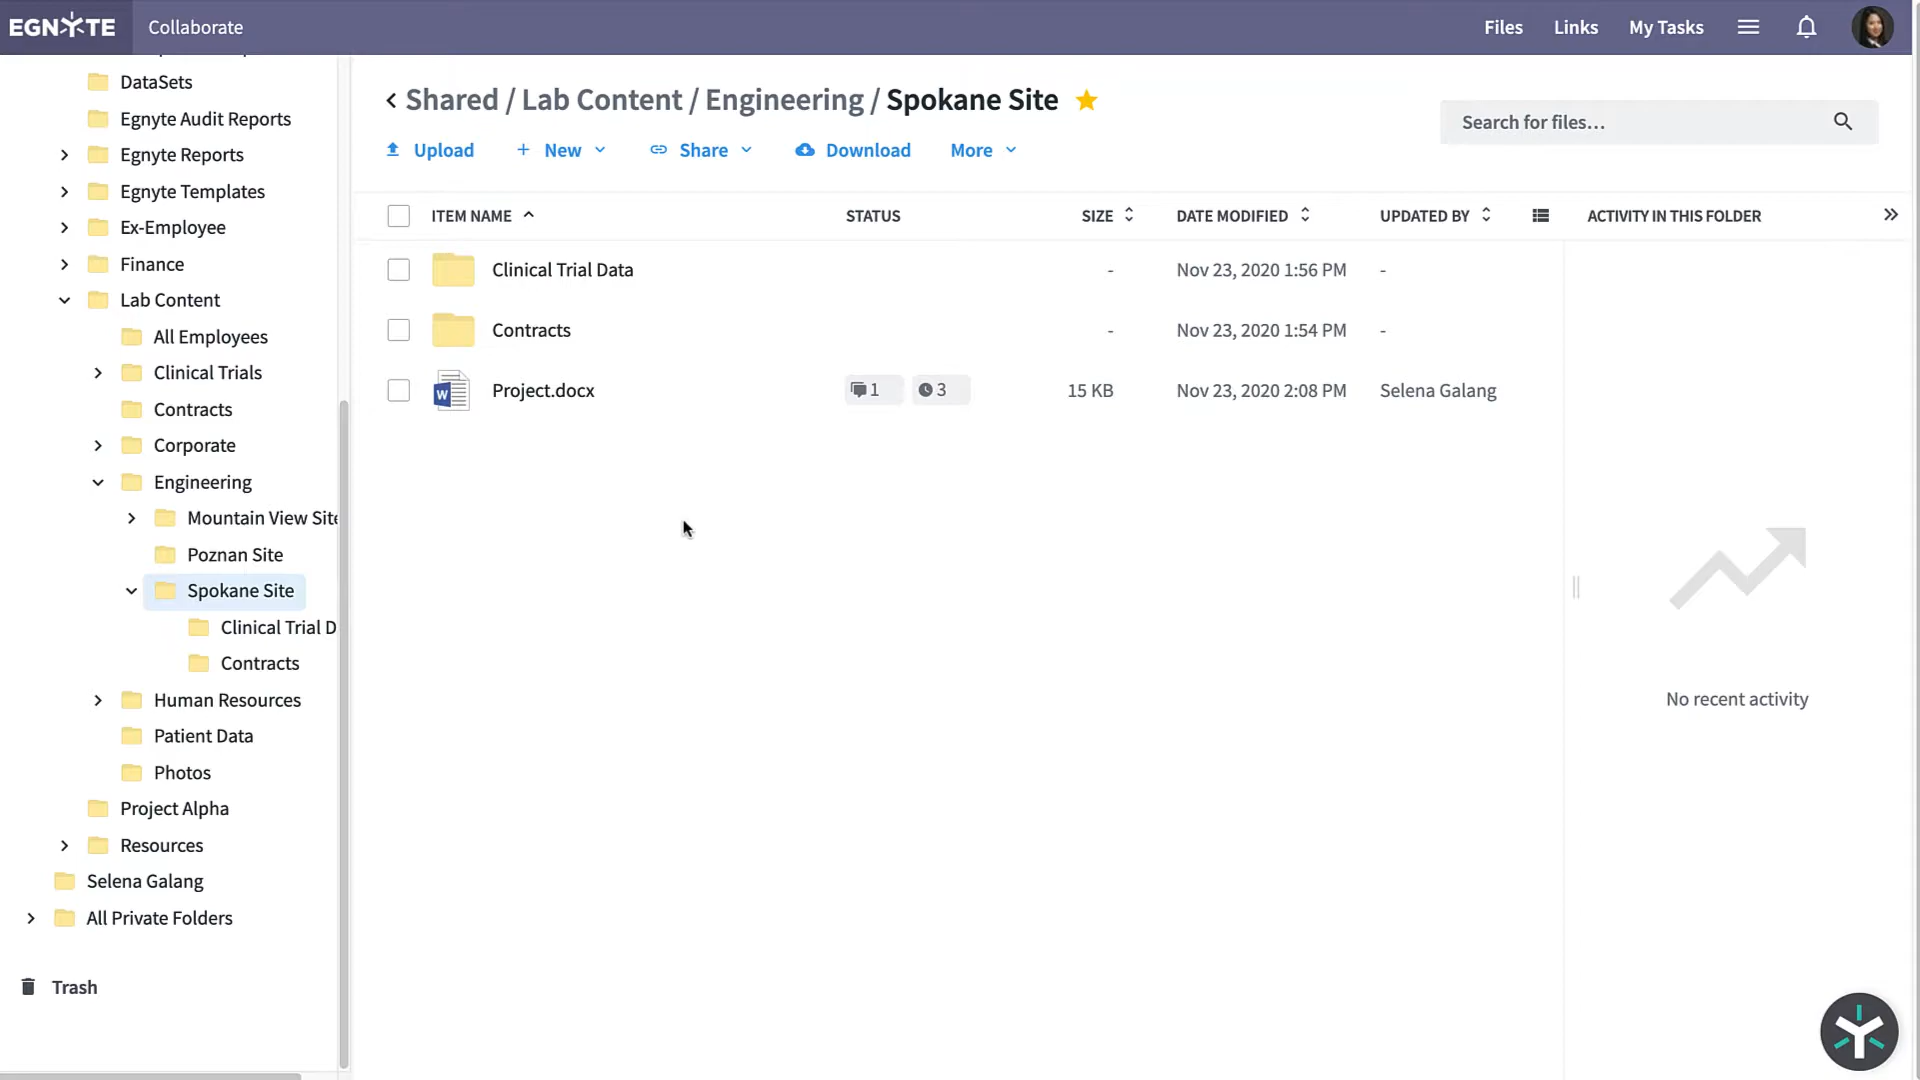 EGNYTE
Collaborate
Files
Links
My Tasks
DataSets
Egnyte Audit Reports
Egnyte Reports
Egnyte Templates
Ex-Employee
Finance
Lab Content
All Employees
Clinical Trials
Contracts
Corporate
Engineering
Mountain View Site
Poznan Site
Spokane Site
Clinical Trial D
Contracts
Human Resources
Patient Data
Photos
Project Alpha
Resources
Selena Galang
All Private Folders
Trash
Shared / Lab Content / Engineering / Spokane Site
Search for files...
Upload
New
Share
Download
More
ITEM NAME STATUS SIZE DATE MODIFIED UPDATED BY
Clinical Trial Data - Nov 23, 2020 1:56 PM -
Contracts - Nov 23, 2020 1:54 PM -
W Project.docx 1 3 15 KB Nov 23, 2020 2:08 PM Selena Galang
ACTIVITY IN THIS FOLDER
No recent activity